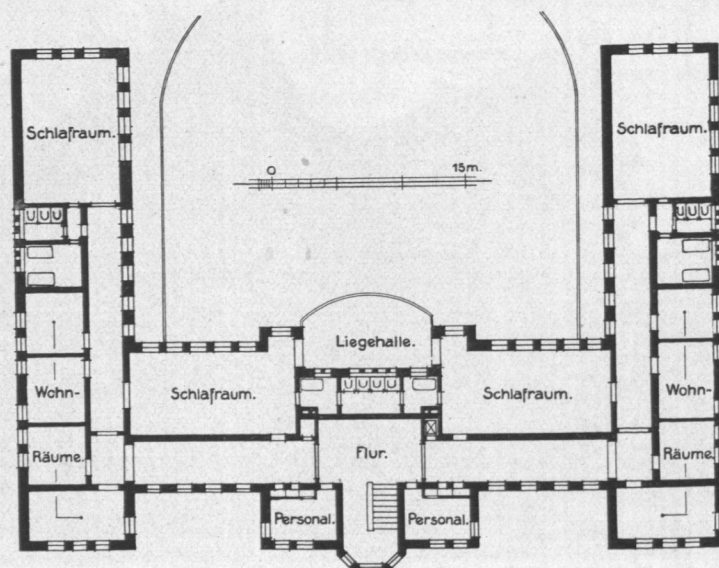 Schlafraum.
Schlafraum.
0 15m.
Liegehalle.
Schlafraum.
Schlafraum.
Wohn-
Räume.
Wohn-
Räume.
Flur.
Personal.
Personal.